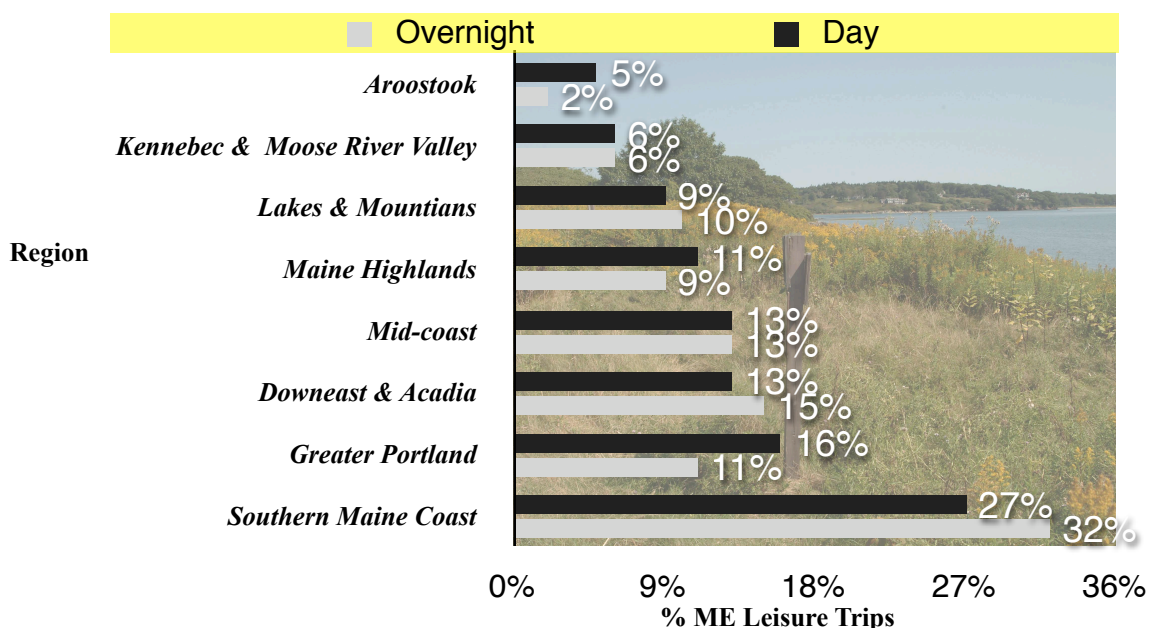 Overnight Day
Aroostook
5%
2%
Kennebec & Moose River Valley
6%
6%
Lakes & Mountians
9%
10%
Region
Maine Highlands
11%
9%
Mid-coast
13%
13%
Downeast & Acadia
13%
15%
Greater Portland
16%
11%
Southern Maine Coast
27%
32%
0% 9% 18% 27% 36%
% ME Leisure Trips